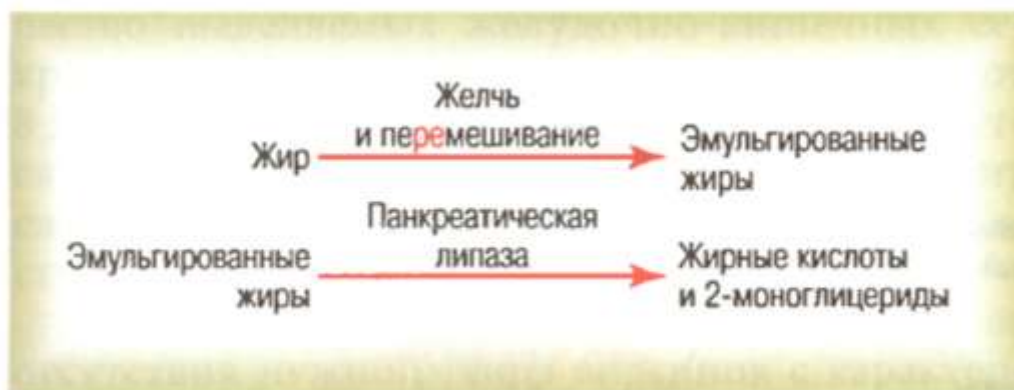 Желчь
и перемешивание
Жир
Эмульгированные
жиры
Панкреатическая
липаза
Эмульгированные
жиры
Жирные кислоты
и 2-моноглицериды